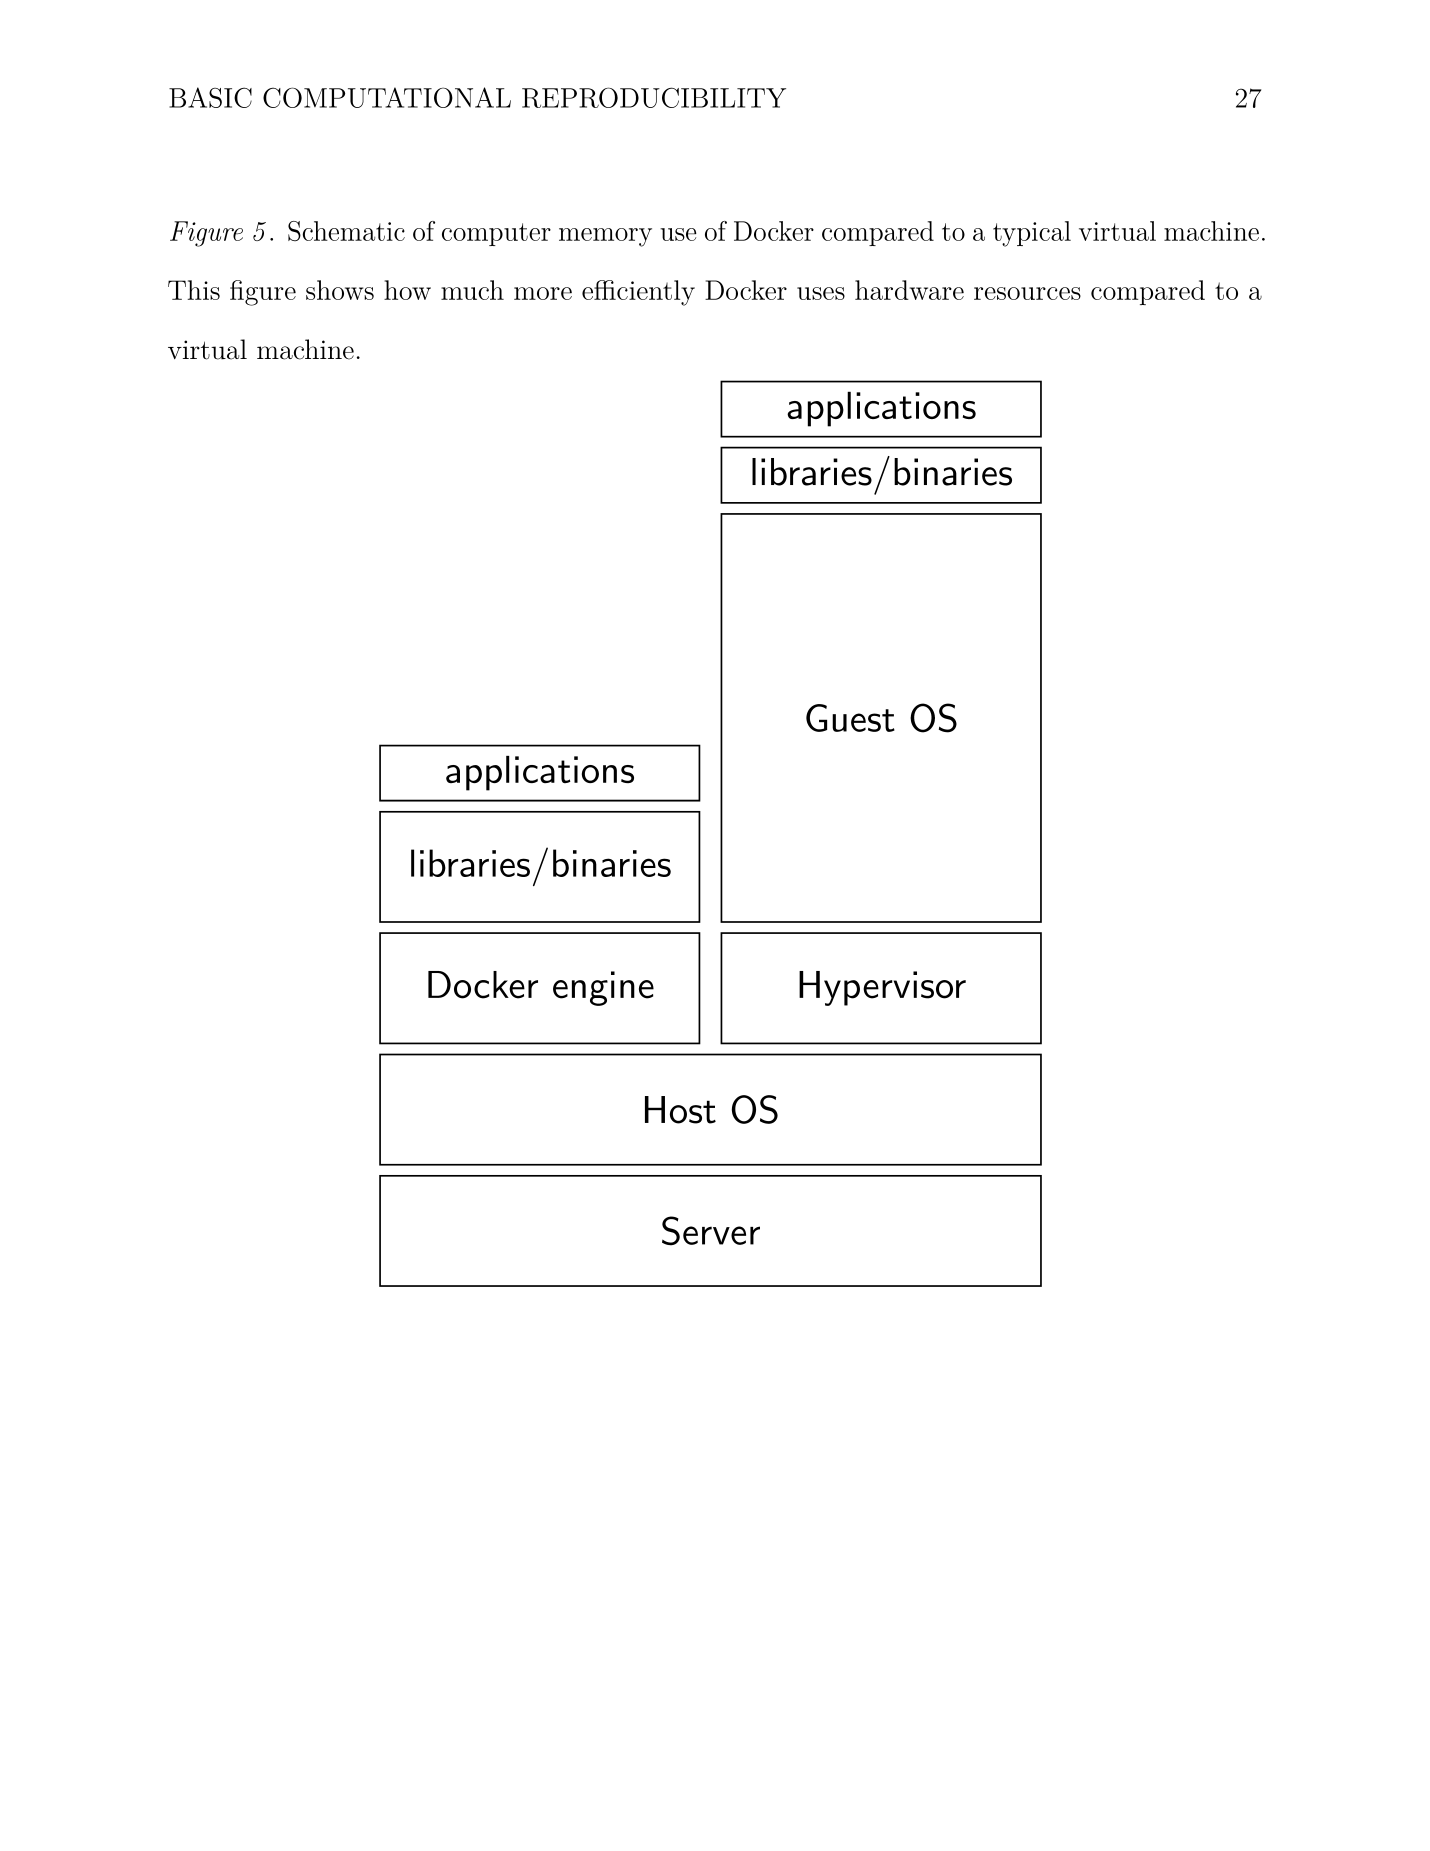 BASIC COMPUTATIONAL REPRODUCIBILITY 27
Figure 5. Schematic of computer memory use of Docker compared to a typical virtual machine.
This figure shows how much more efficiently Docker uses hardware resources compared to a
virtual machine.
applications
libraries/binaries
Guest OS
applications
libraries/binaries
Docker engine
Hypervisor
Host OS
Server